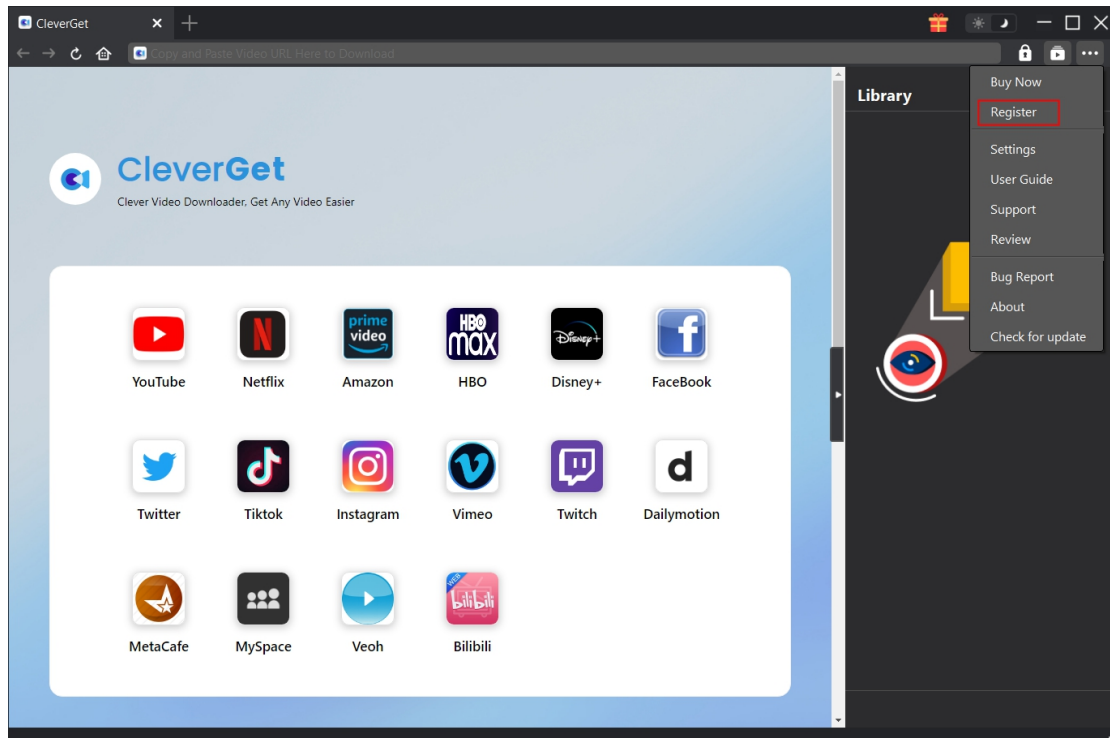 CleverGet
Copy and Paste Video URL Here to Download
Buy Now
Library
Register
Settings
User Guide
Support
Review
Bug Report
About
Check for update
CleverGet
Clever Video Downloader, Get Any Video Easier
prime
video
HBO
max
Disney+
YouTube
Netflix
Amazon
HBO
Disney+
FaceBook
Twitter
Tiktok
Instagram
Vimeo
Twitch
Dailymotion
WEB
bilibili
MetaCafe
MySpace
Veoh
Bilibili